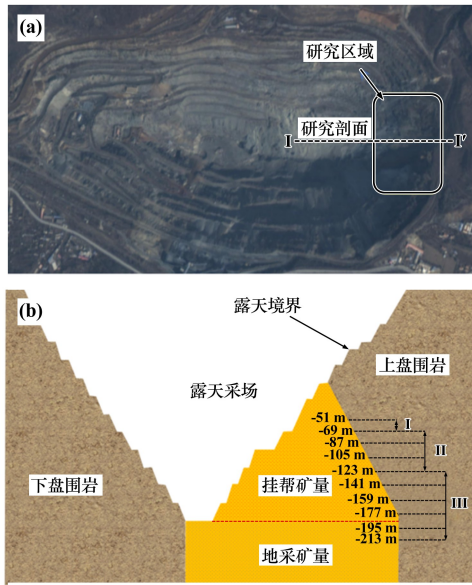 (a)
研究区域
研究剖面
I
I′
(b)
露天境界
上盘围岩
露天采场
-51 m
I
-69 m
-87 m
II
-105 m
-123 m
挂帮矿量
-141 m
下盘围岩
-159 m
III
-177 m
-195 m
-213 m
地采矿量